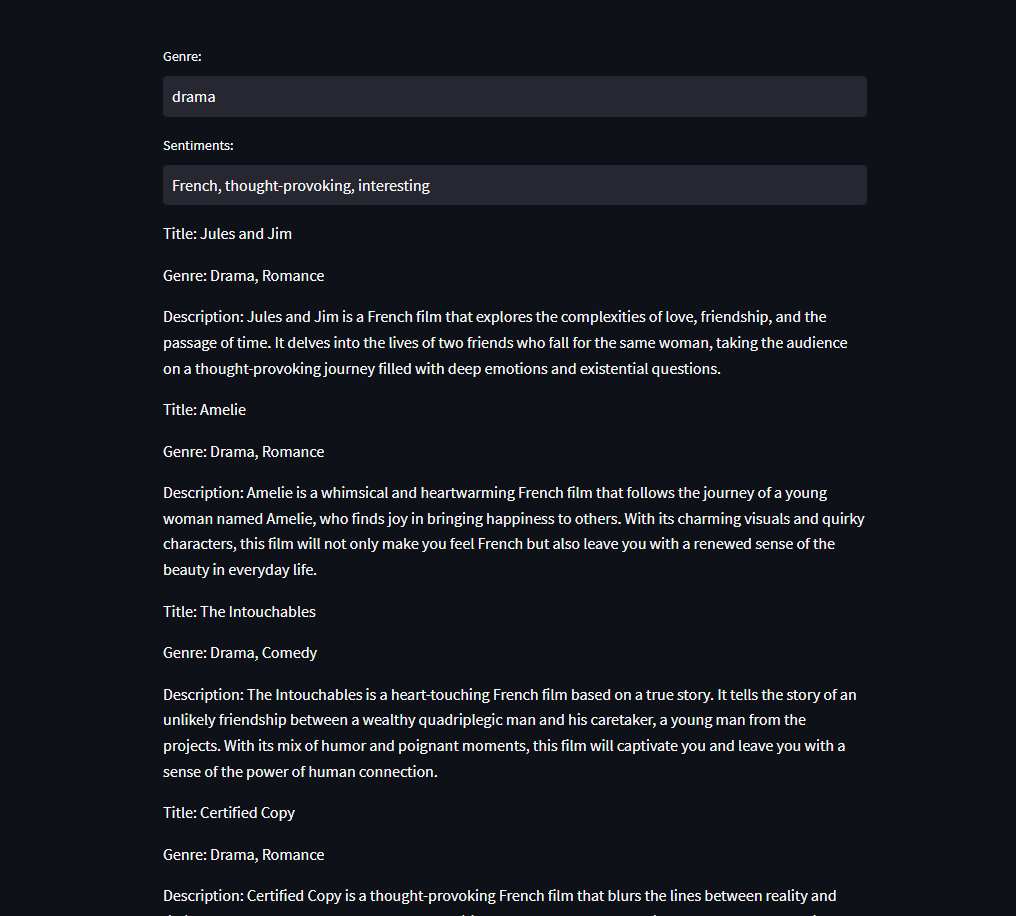 Genre:
drama
Sentiments:
French, thought-provoking, interesting
Title: Jules and Jim
Genre: Drama, Romance
Description: Jules and Jim is a French film that explores the complexities of love, friendship, and the
passage of time. It delves into the lives of two friends who fall for the same woman, taking the audience
on a thought-provoking journey filled with deep emotions and existential questions.
Title: Amelie
Genre: Drama, Romance
Description: Amelie is a whimsical and heartwarming French film that follows the journey of a young
woman named Amelie, who finds joy in bringing happiness to others. With its charming visuals and quirky
characters, this film will not only make you feel French but also leave you with a renewed sense of the
beauty in everyday life.
Title: The Intouchables
Genre: Drama, Comedy
Description: The Intouchables is a heart-touching French film based on a true story. It tells the story of an
unlikely friendship between a wealthy quadriplegic man and his caretaker, a young man from the
projects. With its mix of humor and poignant moments, this film will captivate you and leave you with a
sense of the power of human connection.
Title: Certified Copy
Genre: Drama, Romance
Description: Certified Copy is a thought-provoking French film that blurs the lines between reality and